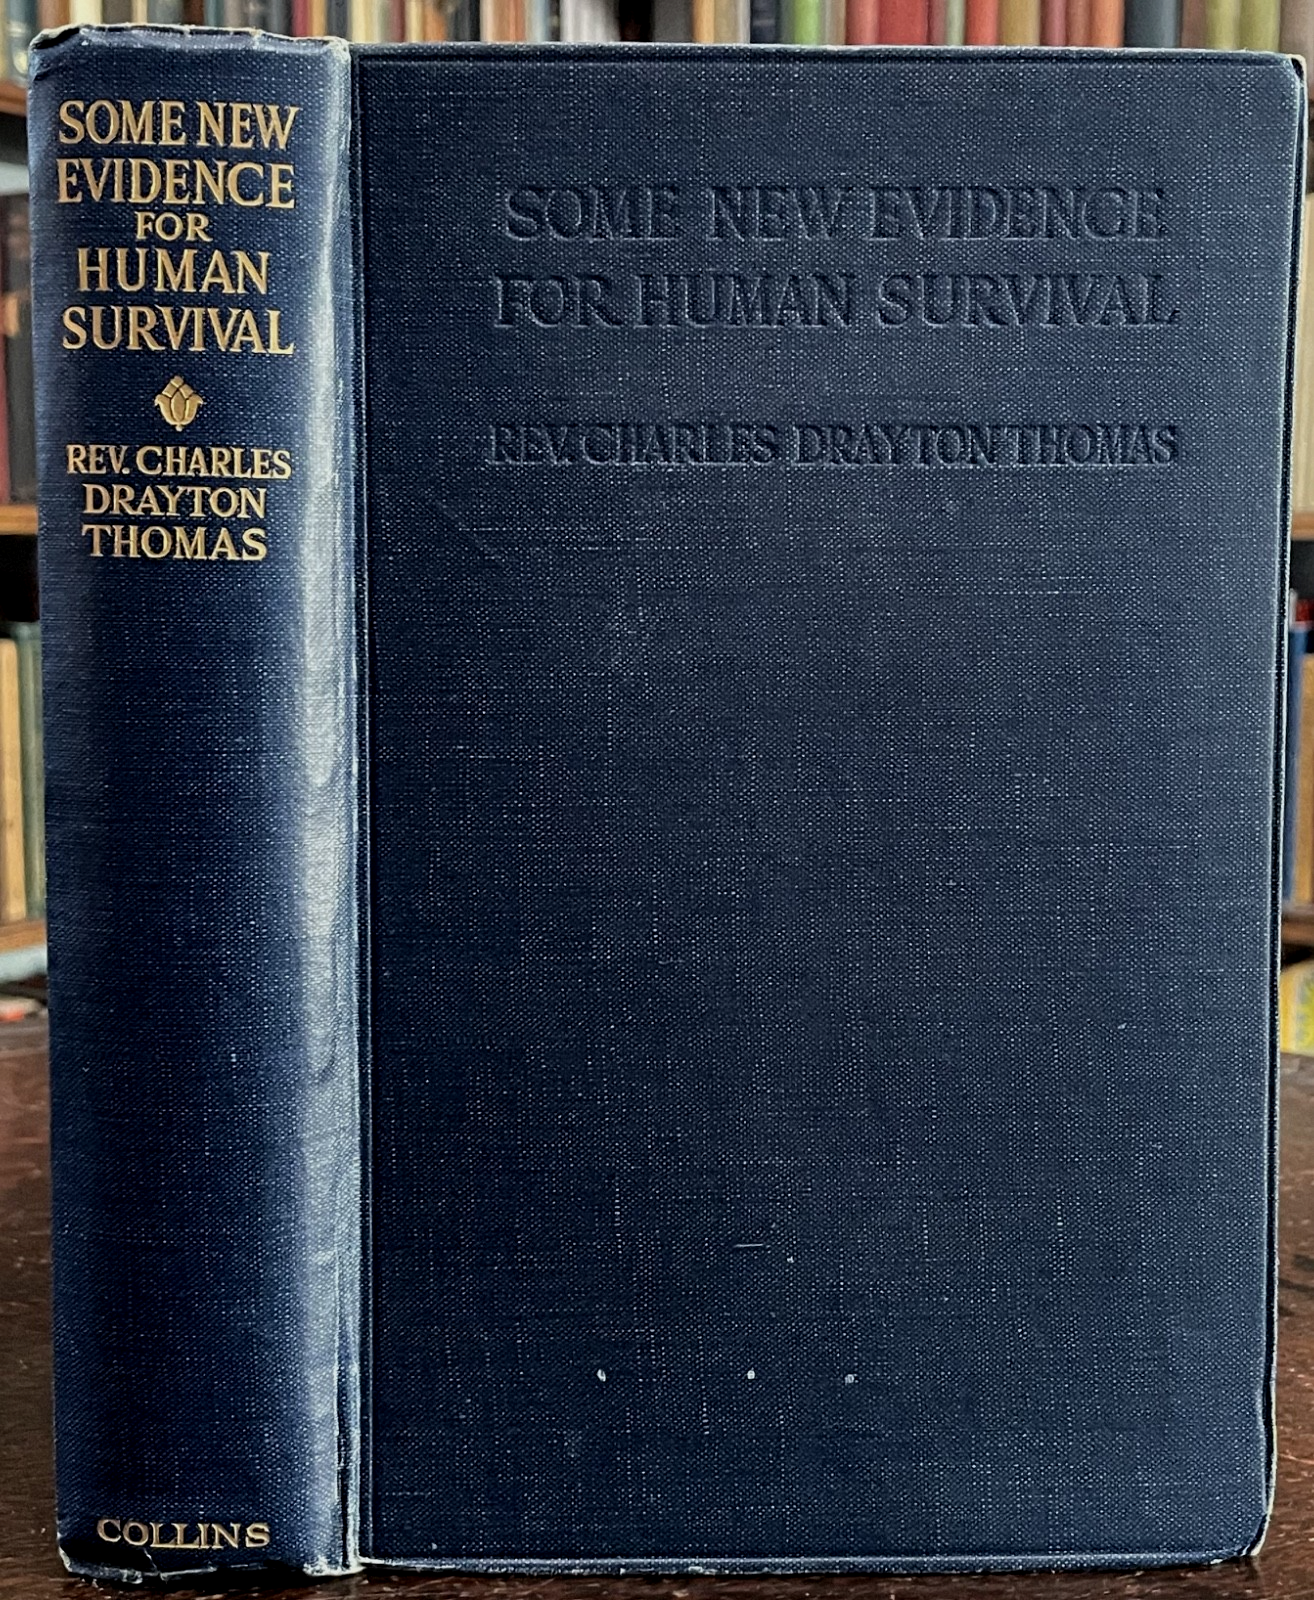 SOME NEW
EVIDENCE
FOR
HUMAN
SURVIVAL
REV. CHARLES
DRAYTON
THOMAS
COLLINS
SOME NEW EVIDENCE
FOR HUMAN SURVIVAL
REV. CHARLES DRAYTON THOMAS